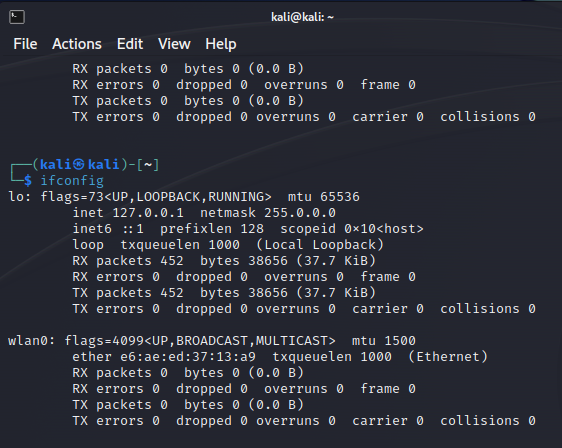 kali@kali: ~
File Actions Edit View Help
RX packets 0 bytes 0 (0.0 B)
RX errors 0 dropped 0 overruns 0 frame 0
TX packets 0 bytes 0 (0.0 B)
TX errors 0 dropped 0 overruns 0 carrier 0 collisions 0
┌──(kali㉿kali)-[~]
└─$ ifconfig
lo: flags=73<UP,LOOPBACK,RUNNING> mtu 65536
inet 127.0.0.1 netmask 255.0.0.0
inet6 ::1 prefixlen 128 scopeid 0×10<host>
loop txqueuelen 1000 (Local Loopback)
RX packets 452 bytes 38656 (37.7 KiB)
RX errors 0 dropped 0 overruns 0 frame 0
TX packets 452 bytes 38656 (37.7 KiB)
TX errors 0 dropped 0 overruns 0 carrier 0 collisions 0
wlan0: flags=4099<UP,BROADCAST,MULTICAST> mtu 1500
ether e6:ae:ed:37:13:a9 txqueuelen 1000 (Ethernet)
RX packets 0 bytes 0 (0.0 B)
RX errors 0 dropped 0 overruns 0 frame 0
TX packets 0 bytes 0 (0.0 B)
TX errors 0 dropped 0 overruns 0 carrier 0 collisions 0